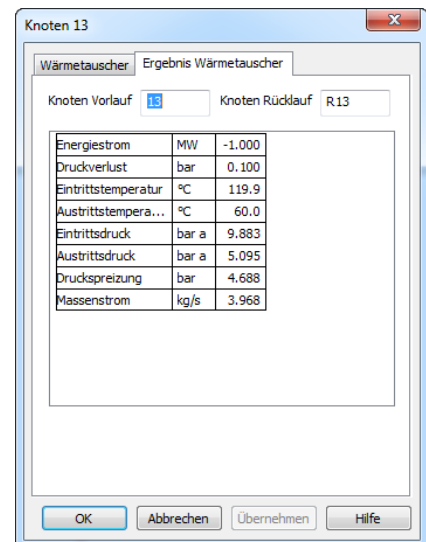 Knoten 13
Wärmetauscher Ergebnis Wärmetauscher
Knoten Vorlauf 13 Knoten Rücklauf R13
Energiestrom MW -1.000
Druckverlust bar 0.100
Eintrittstemperatur °C 119.9
Austrittstempera... °C 60.0
Eintrittsdruck bar a 9.883
Austrittsdruck bar a 5.095
Druckspreizung bar 4.688
Massenstrom kg/s 3.968
OK Abbrechen Übernehmen Hilfe